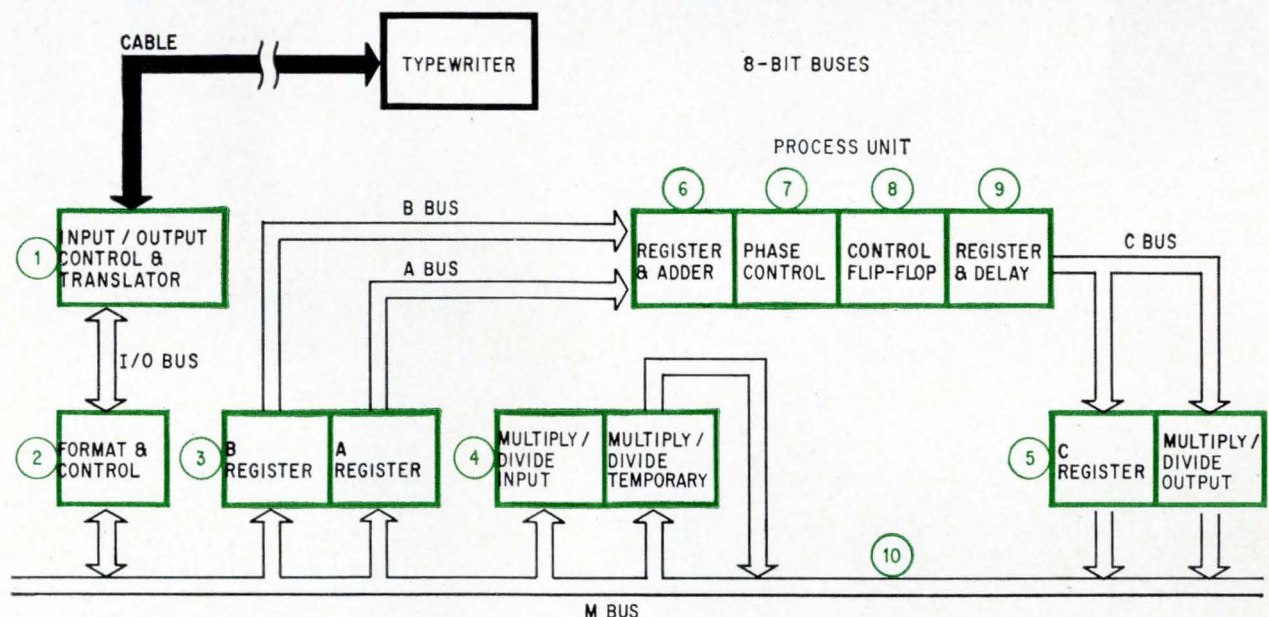 CABLE
TYPEWRITER
8-BIT BUSES
PROCESS UNIT
6
7
8
9
B BUS
A BUS
C BUS
1
INPUT / OUTPUT
CONTROL &
TRANSLATOR
REGISTER
& ADDER
PHASE
CONTROL
CONTROL
FLIP-FLOP
REGISTER
& DELAY
I/O BUS
2
FORMAT &
CONTROL
3
B
REGISTER
A
REGISTER
4
MULTIPLY /
DIVIDE
INPUT
MULTIPLY /
DIVIDE
TEMPORARY
5
C
REGISTER
MULTIPLY /
DIVIDE
OUTPUT
10
M BUS